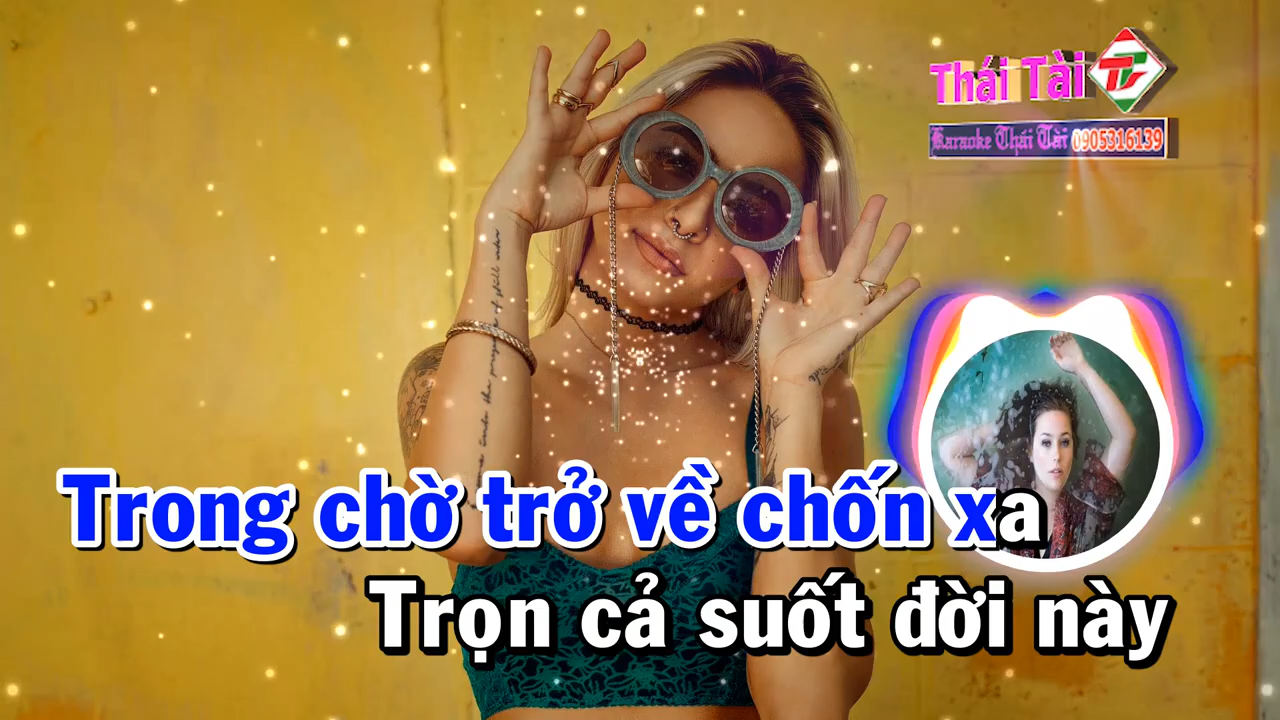 Thái Tài
Karaoke Thái Tài 0905316139
Trong chờ trở về chốn xa
Trọn cả suốt đời này